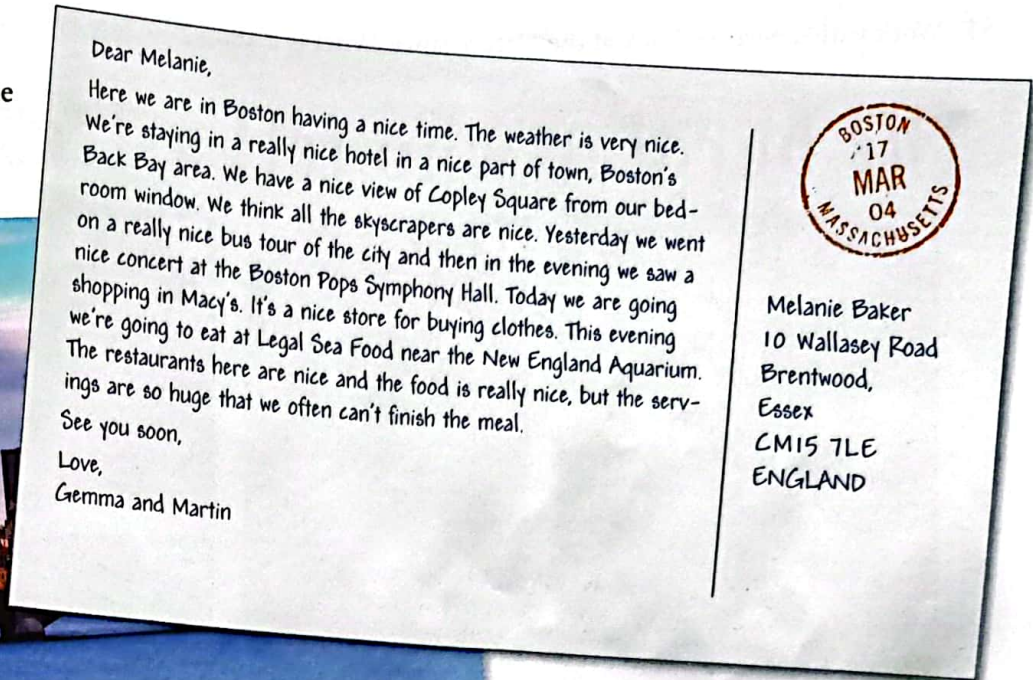 e
Dear Melanie,
Here we are in Boston having a nice time. The weather is very nice.
We're staying in a really nice hotel in a nice part of town, Boston's
Back Bay area. We have a nice view of Copley Square from our bed-
room window. We think all the skyscrapers are nice. Yesterday we went
on a really nice bus tour of the city and then in the evening we saw a
nice concert at the Boston Pops Symphony Hall. Today we are going
shopping in Macy's. It's a nice store for buying clothes. This evening
we're going to eat at Legal Sea Food near the New England Aquarium.
The restaurants here are nice and the food is really nice, but the serv-
ings are so huge that we often can't finish the meal.
See you soon,
Love,
Gemma and Martin
BOSTON
17
MAR
04
MASSACHUSETTS
Melanie Baker
10 Wallasey Road
Brentwood,
Essex
CM15 7LE
ENGLAND